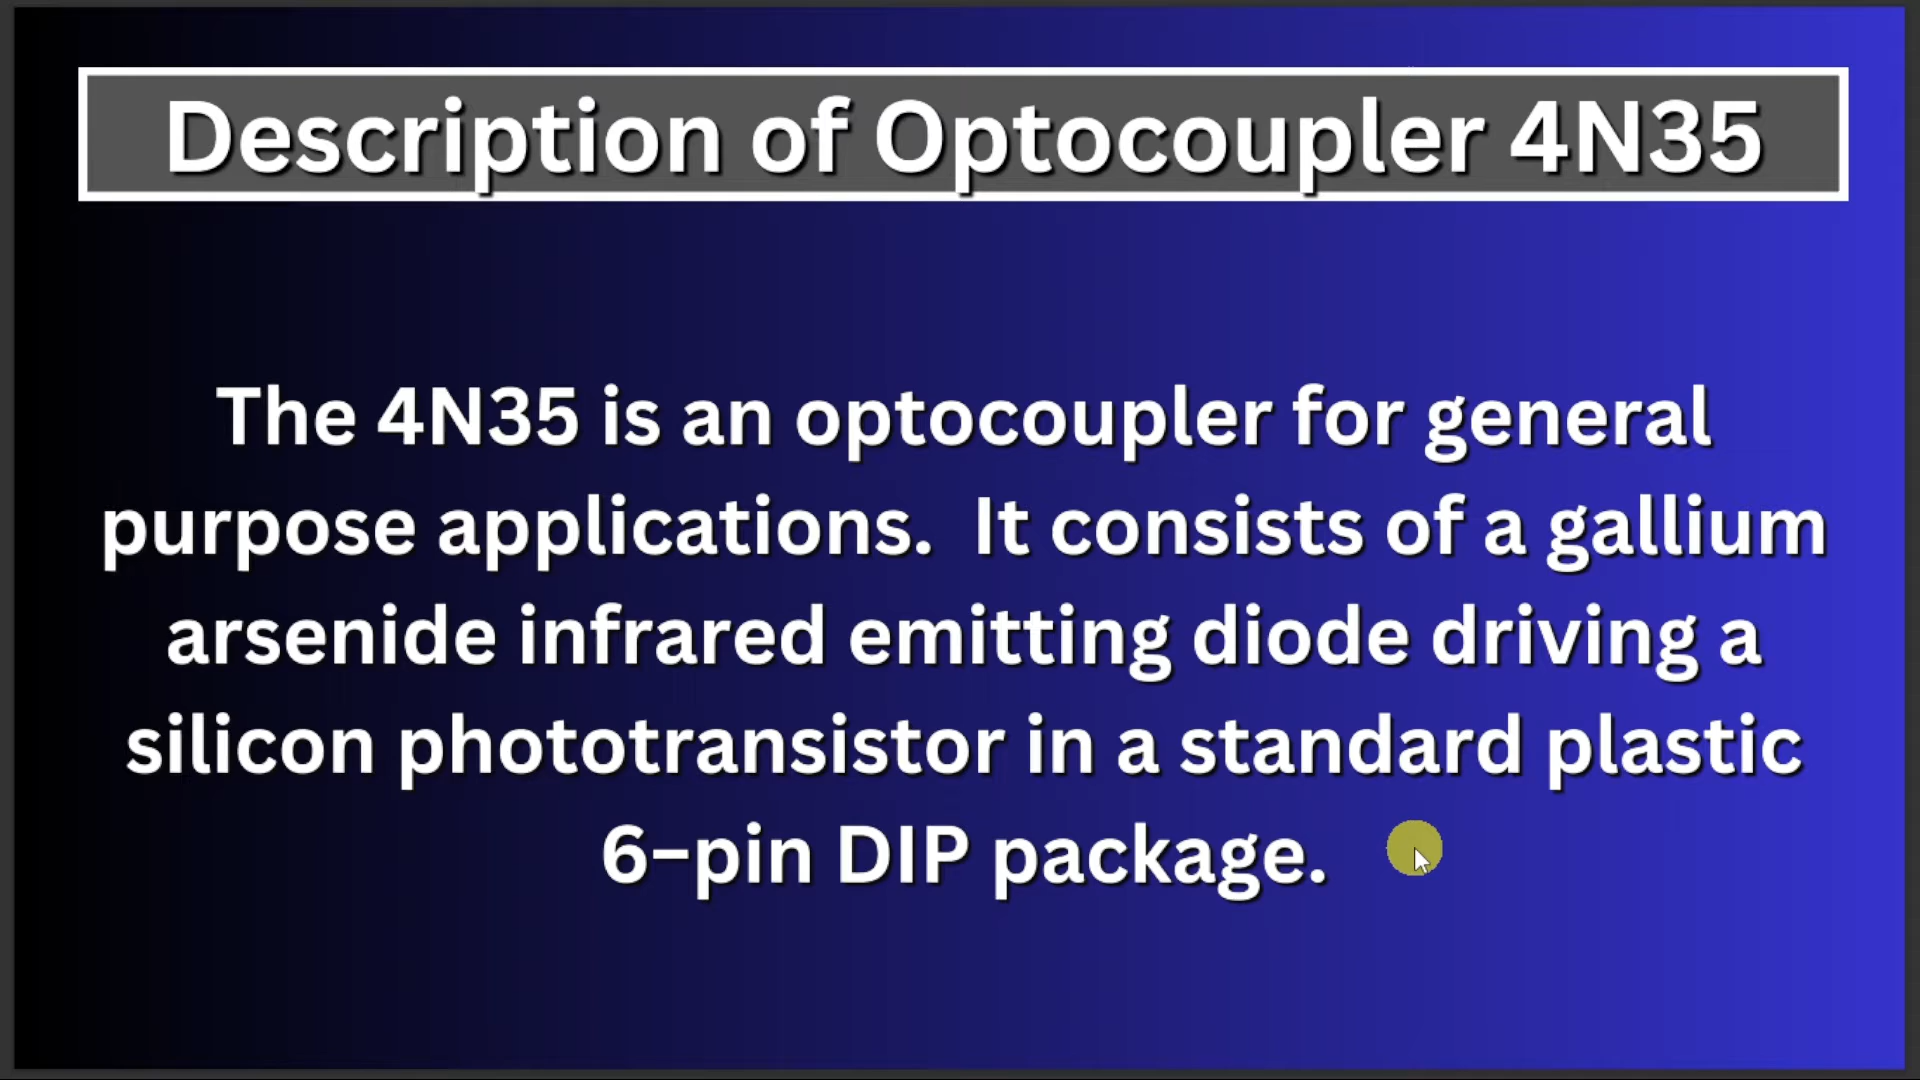 Description of Optocoupler 4N35
The 4N35 is an optocoupler for general
purpose applications.  It consists of a gallium
arsenide infrared emitting diode driving a
silicon phototransistor in a standard plastic
6-pin DIP package.